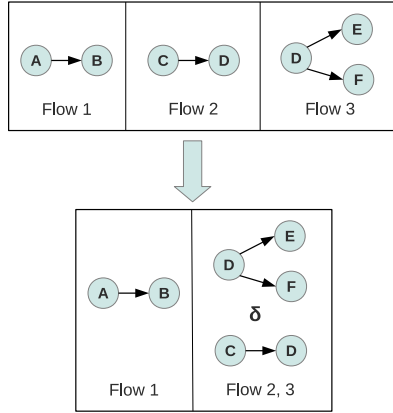 A B
Flow 1
C D
Flow 2
D E F
Flow 3
A B
Flow 1
D E F
δ
C D
Flow 2, 3